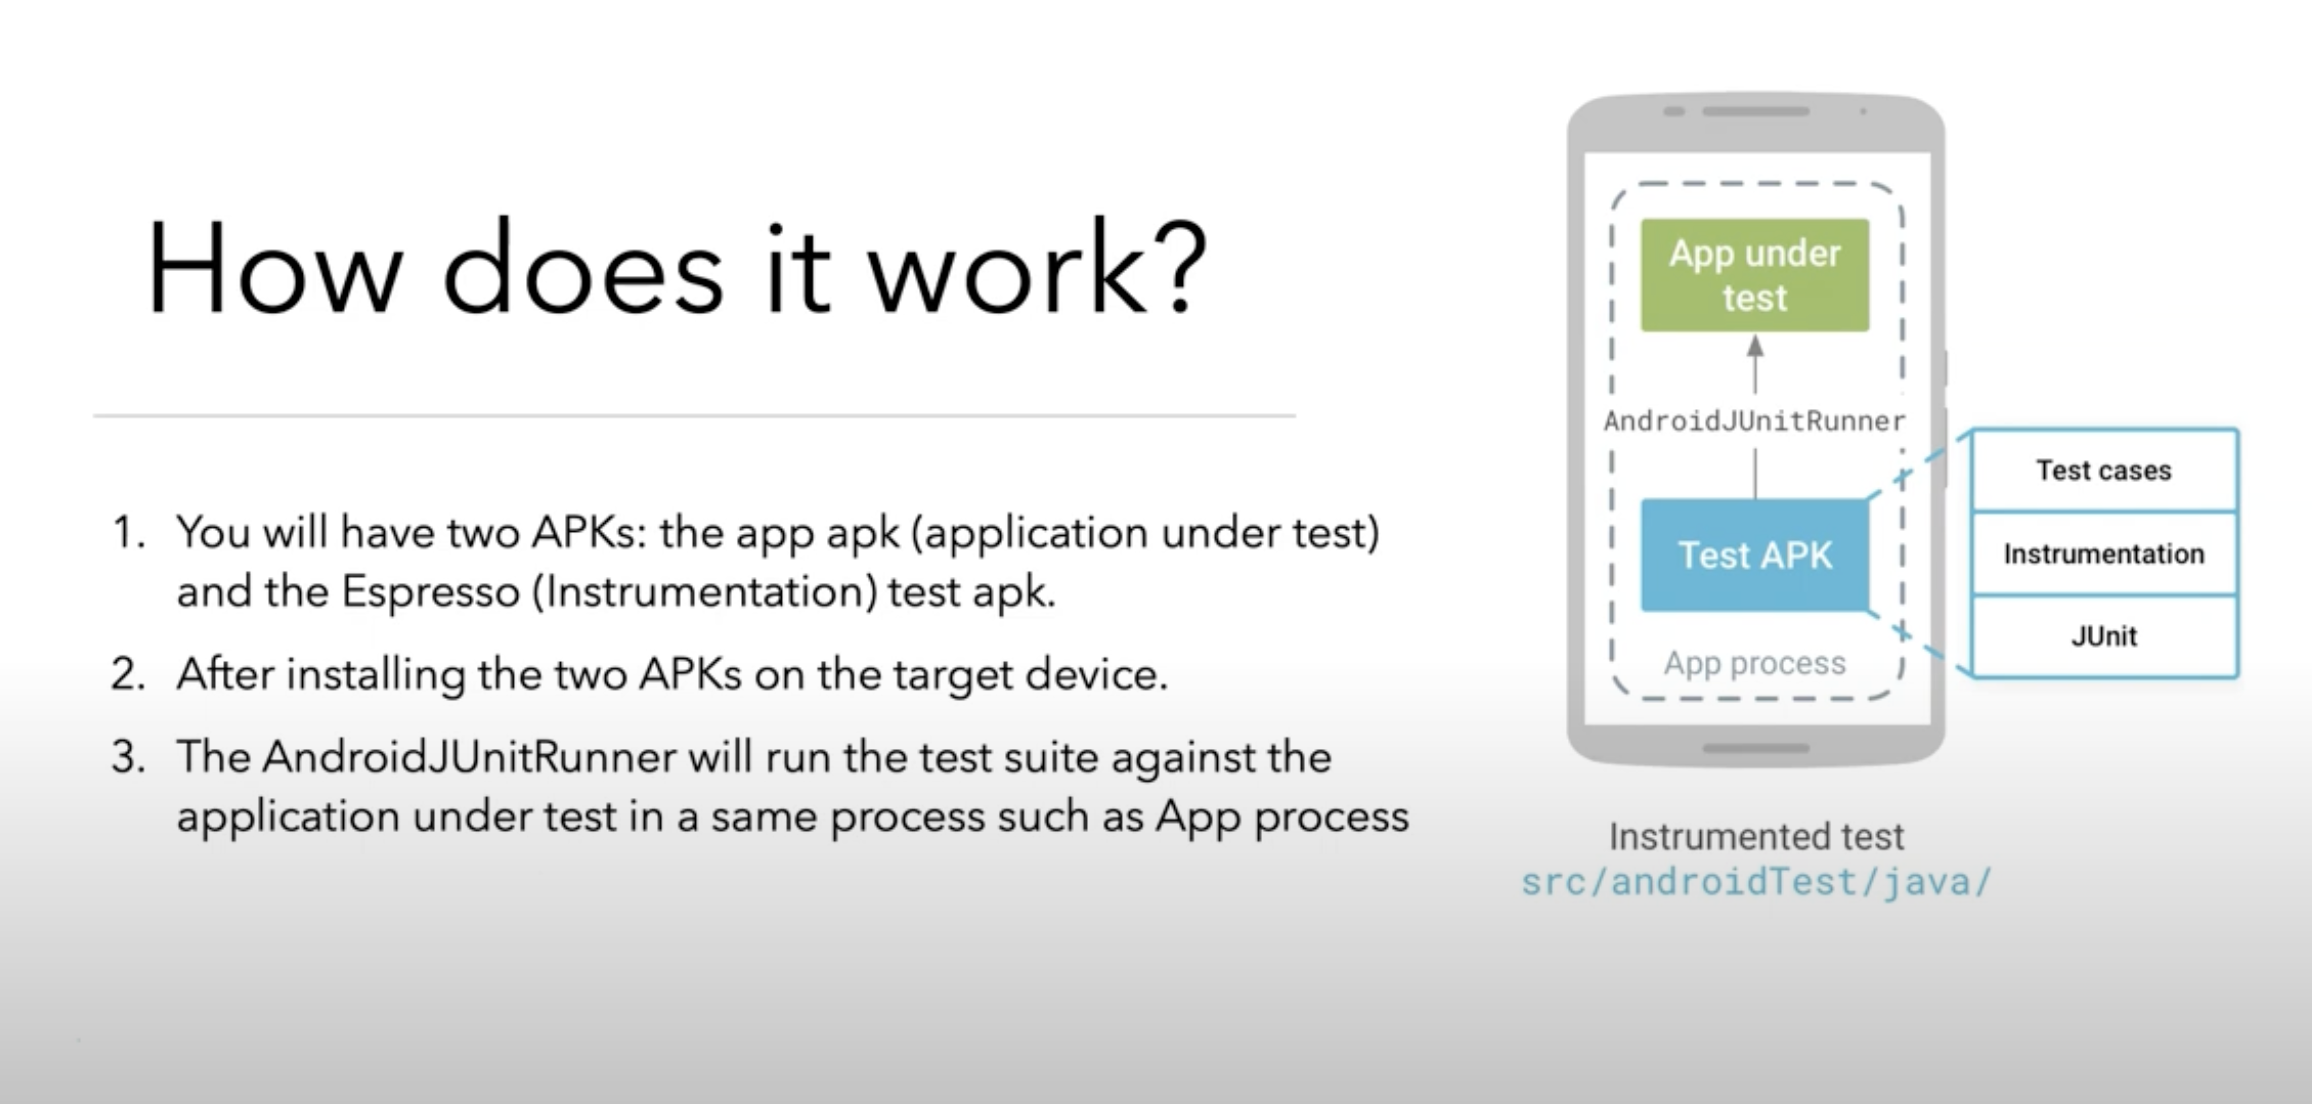 How does it work?
1. You will have two APKs: the app apk (application under test)
and the Espresso (Instrumentation) test apk.
2. After installing the two APKs on the target device.
3. The AndroidJUnitRunner will run the test suite against the
application under test in a same process such as App process
App under
test
AndroidJUnitRunner
Test APK
App process
Test cases
Instrumentation
JUnit
Instrumented test
src/androidTest/java/